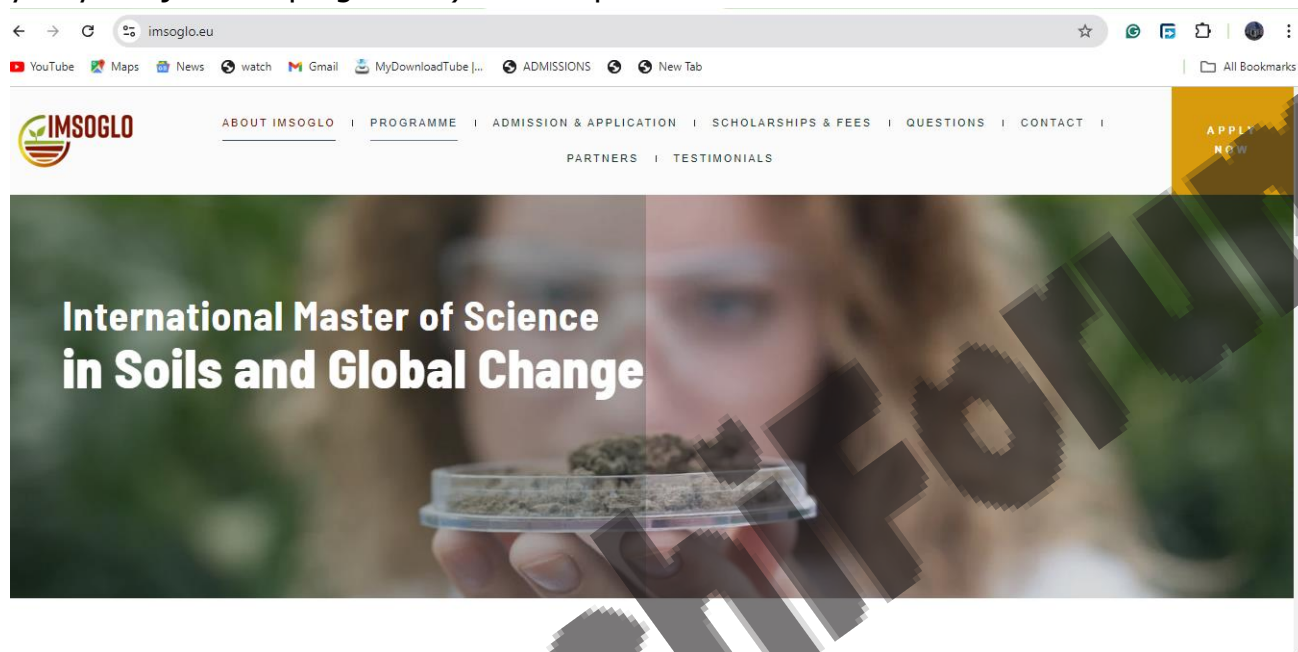 imsoglo.eu
YouTube Maps News watch Gmail MyDownloadTube |... ADMISSIONS New Tab All Bookmarks
IMSOGLO
ABOUT IMSOGLO | PROGRAMME | ADMISSION & APPLICATION | SCHOLARSHIPS & FEES | QUESTIONS | CONTACT |
PARTNERS | TESTIMONIALS
APPLY
NOW
International Master of Science
in Soils and Global Change